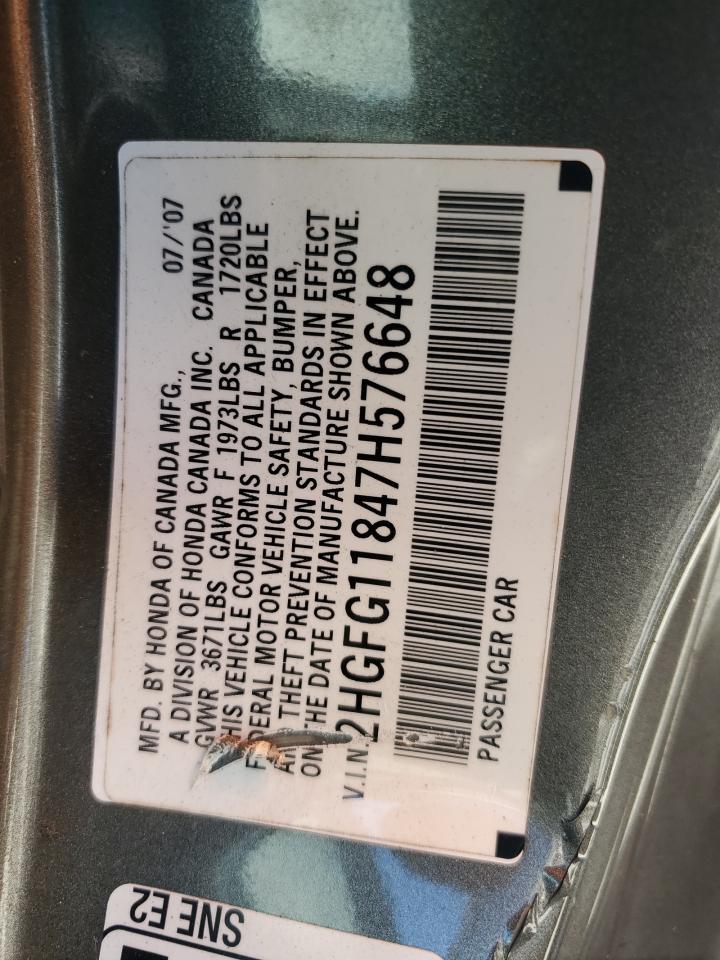 MFD. BY HONDA OF CANADA MFG., 07/'07
A DIVISION OF HONDA CANADA INC. CANADA
GVWR 3671LBS GAWR F 1973LBS R 1720LBS
THIS VEHICLE CONFORMS TO ALL APPLICABLE
FEDERAL MOTOR VEHICLE SAFETY, BUMPER,
AND THEFT PREVENTION STANDARDS IN EFFECT
ON THE DATE OF MANUFACTURE SHOWN ABOVE.
V.I.N. 2HGFG11847H576648
PASSENGER CAR
SNE E2